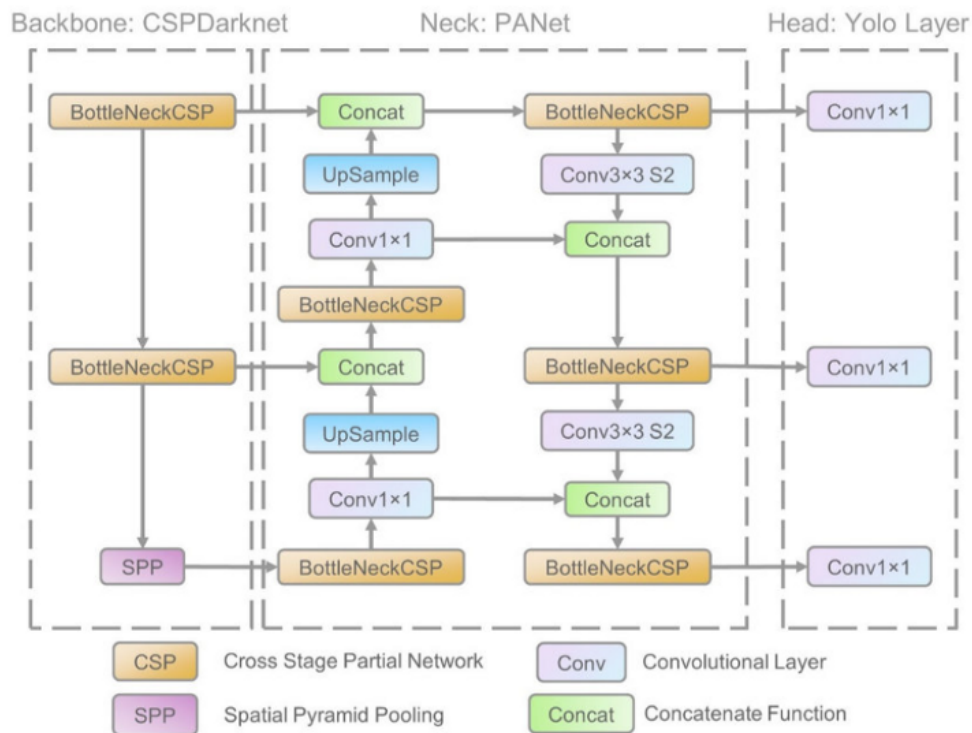 Backbone: CSPDarknet
Neck: PANet
Head: Yolo Layer
BottleNeckCSP
Concat
BottleNeckCSP
Conv1×1
UpSample
Conv3×3 S2
Conv1×1
Concat
BottleNeckCSP
BottleNeckCSP
Concat
BottleNeckCSP
Conv1×1
UpSample
Conv3×3 S2
Conv1×1
Concat
SPP
BottleNeckCSP
BottleNeckCSP
Conv1×1
CSP
Cross Stage Partial Network
Conv
Convolutional Layer
SPP
Spatial Pyramid Pooling
Concat
Concatenate Function